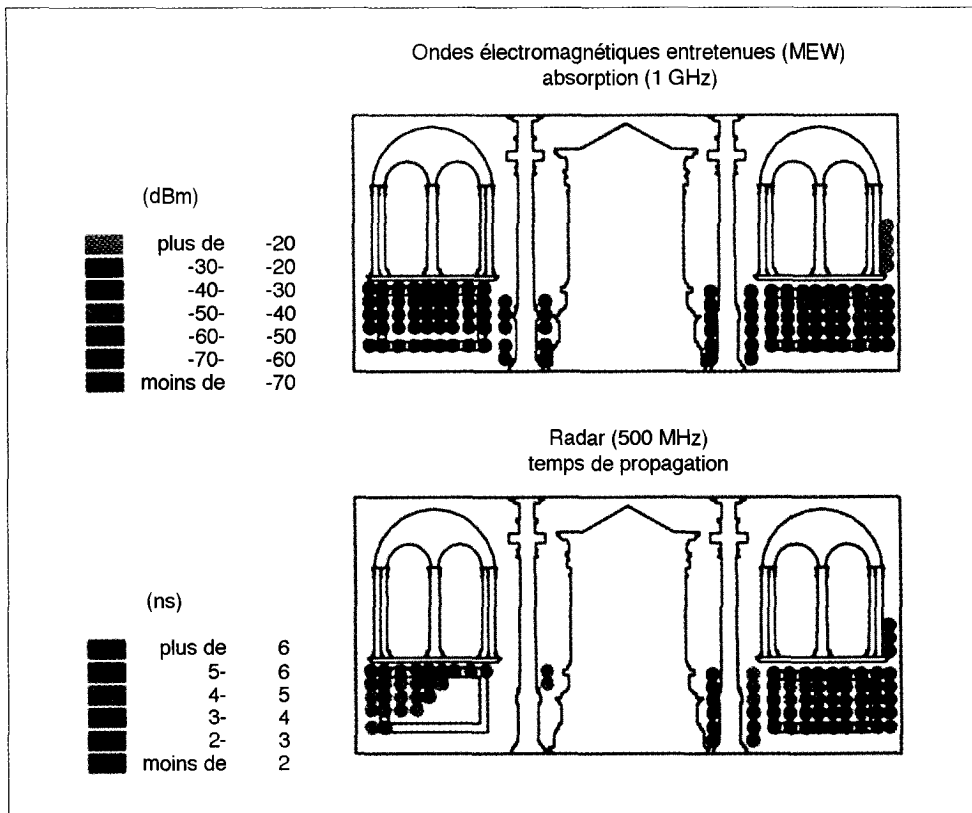 Ondes électromagnétiques entretenues (MEW)
absorption (1 GHz)
(dBm)
plus de -20
-30- -20
-40- -30
-50- -40
-60- -50
-70- -60
moins de -70
Radar (500 MHz)
temps de propagation
(ns)
plus de 6
5- 6
4- 5
3- 4
2- 3
moins de 2